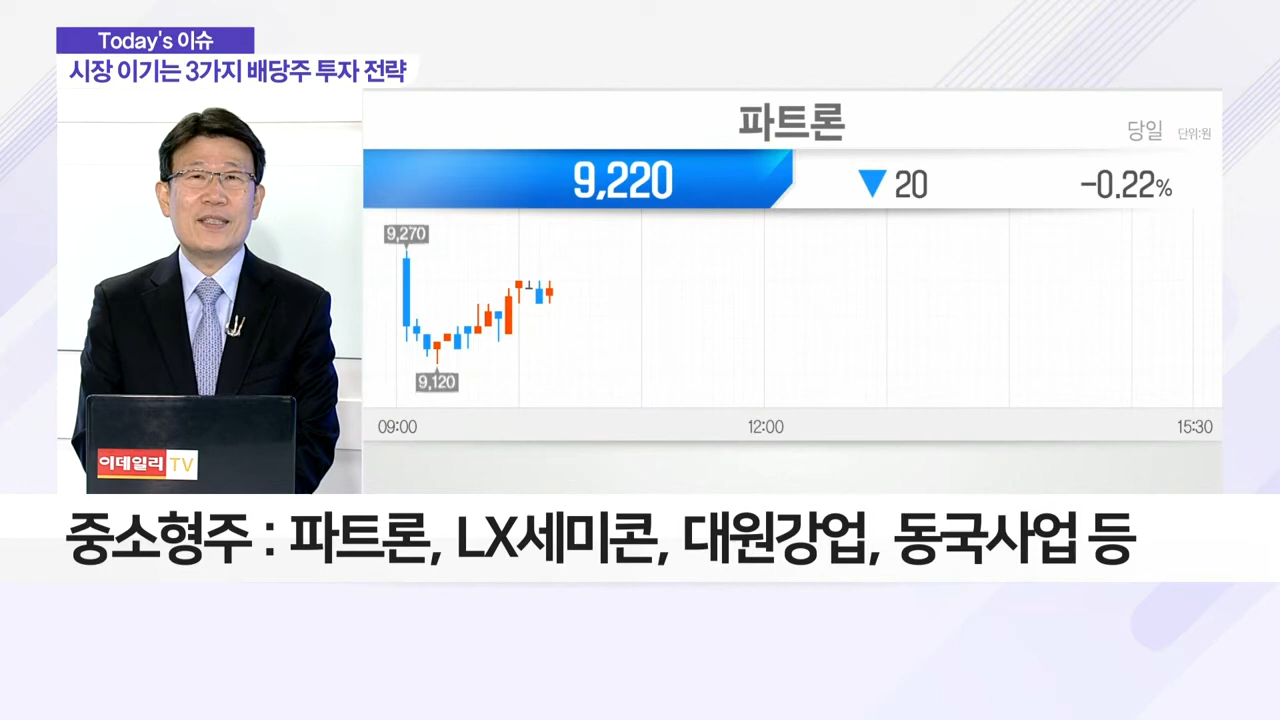 Today's 이슈
시장 이기는 3가지 배당주 투자 전략
파트론
당일 단위:원
9,220 ▼ 20 -0.22%
9,270
9,120
09:00 12:00 15:30
이데일리 TV
중소형주 : 파트론, LX세미콘, 대원강업, 동국사업 등